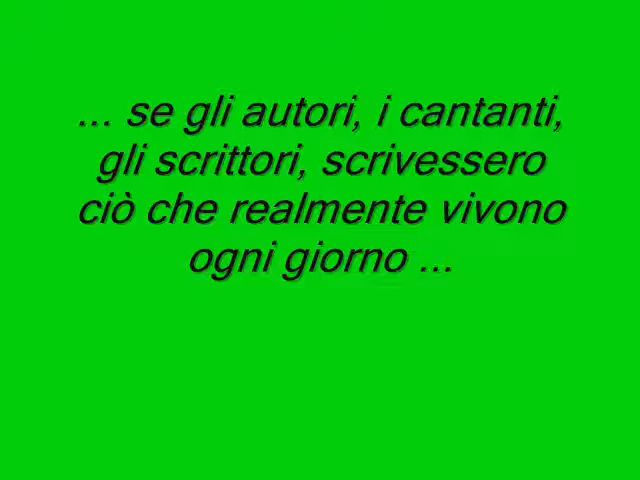 ... se gli autori, i cantanti,
gli scrittori, scrivessero
ciò che realmente vivono
ogni giorno ...